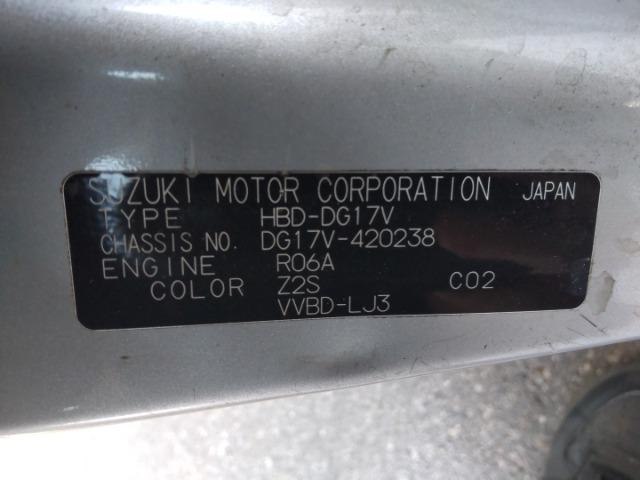 SUZUKI MOTOR CORPORATION JAPAN
TYPE HBD-DG17V
CHASSIS NO. DG17V-420238
ENGINE R06A
COLOR Z2S C02
VVBD-LJ3